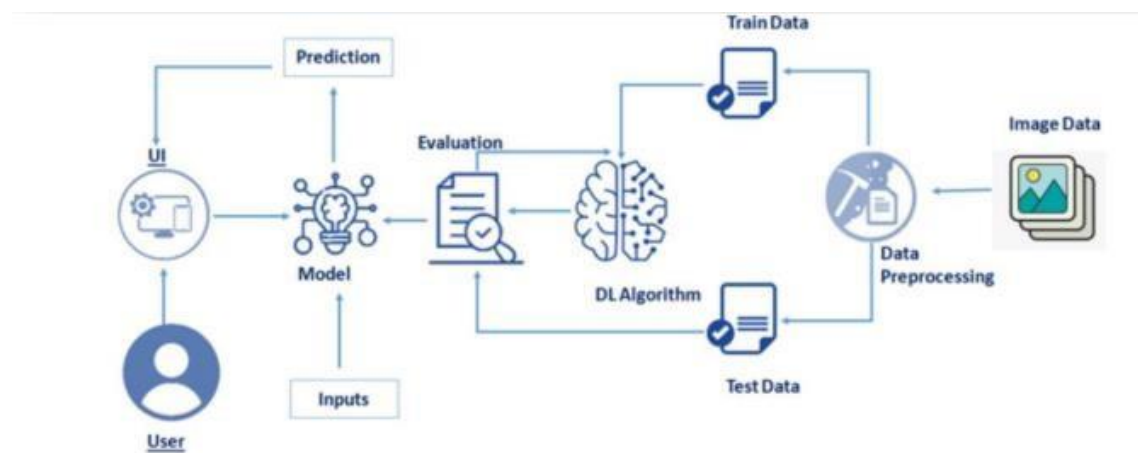 Train Data
Prediction
Image Data
Evaluation
UI
Data
Preprocessing
Model
DL Algorithm
Inputs
Test Data
User